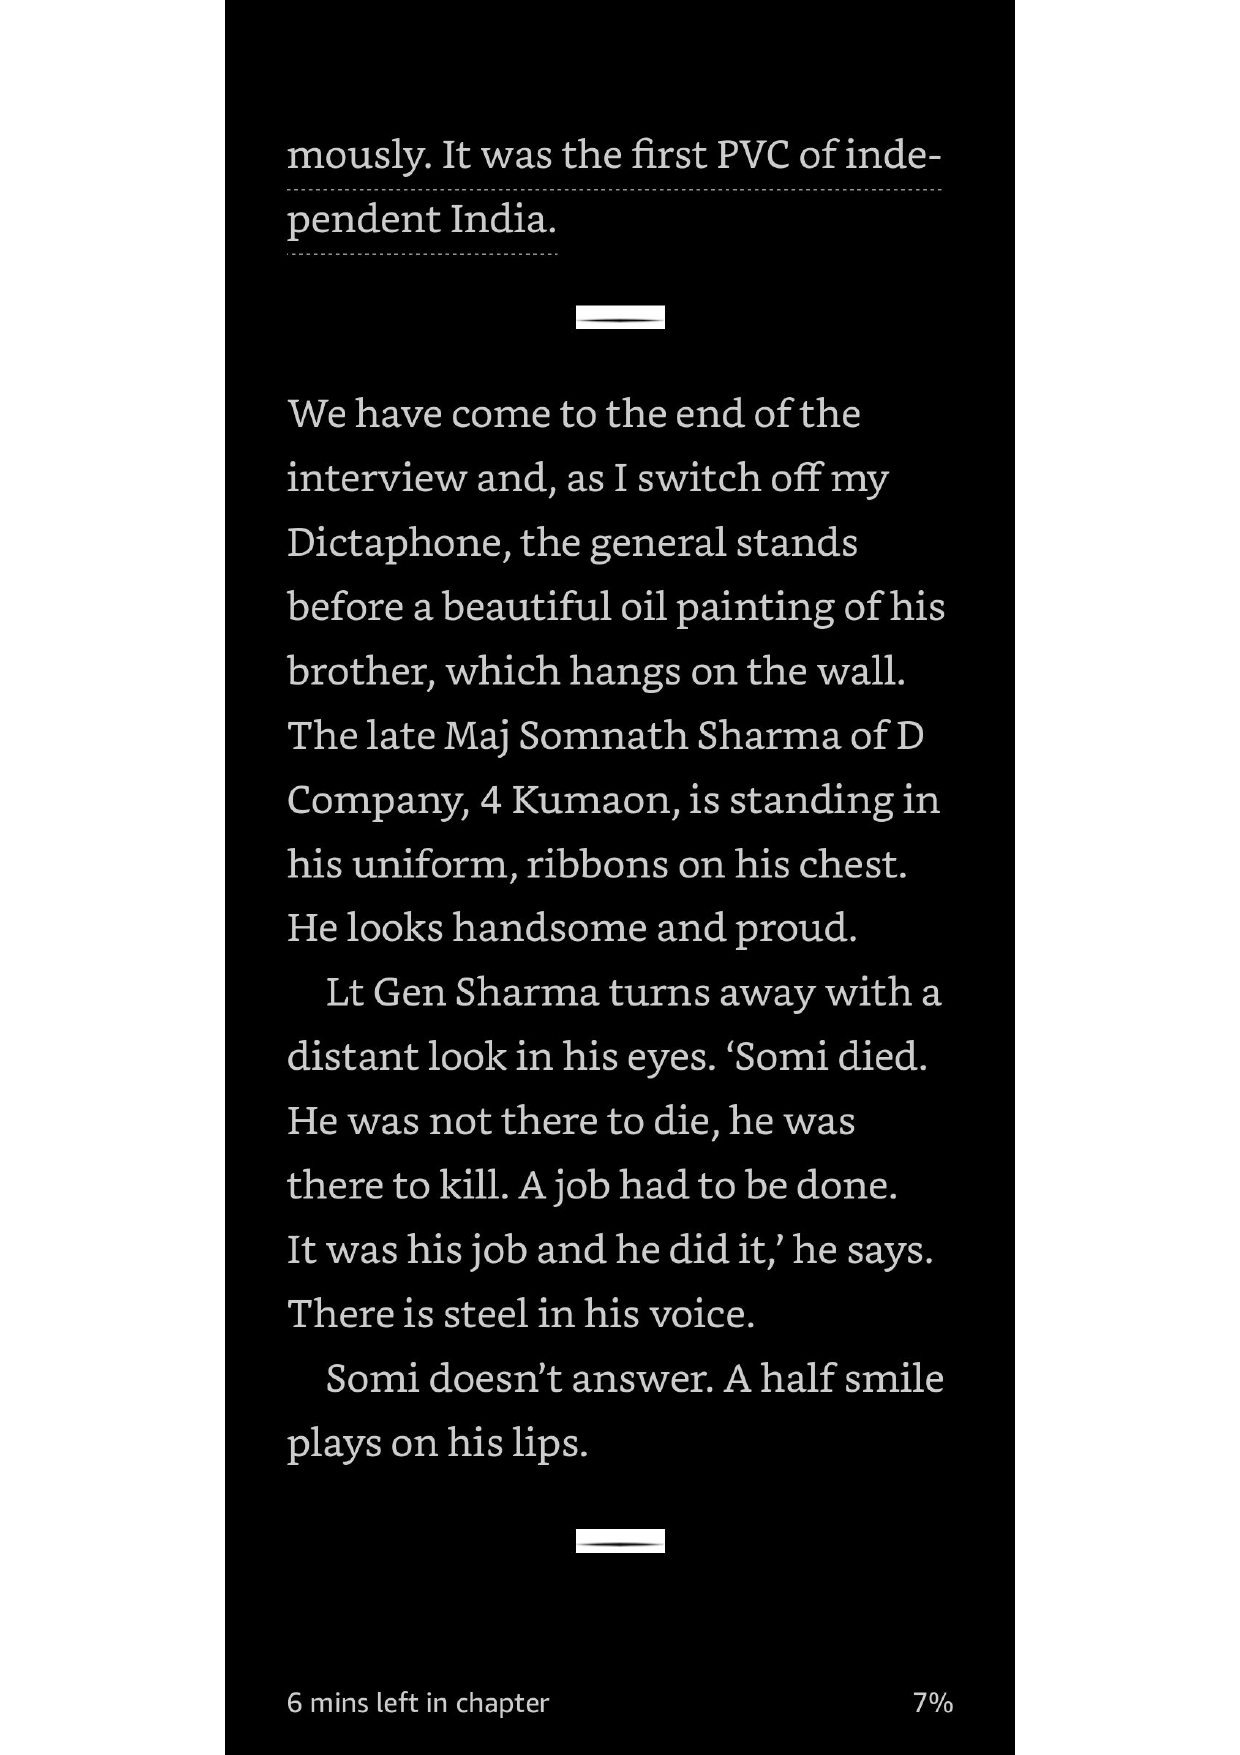 mously. It was the first PVC of inde-
pendent India.
We have come to the end of the
interview and, as I switch off my
Dictaphone, the general stands
before a beautiful oil painting of his
brother, which hangs on the wall.
The late Maj Somnath Sharma of D
Company, 4 Kumaon, is standing in
his uniform, ribbons on his chest.
He looks handsome and proud.
Lt Gen Sharma turns away with a
distant look in his eyes. ‘Somi died.
He was not there to die, he was
there to kill. A job had to be done.
It was his job and he did it,’ he says.
There is steel in his voice.
Somi doesn’t answer. A half smile
plays on his lips.
6 mins left in chapter 7%